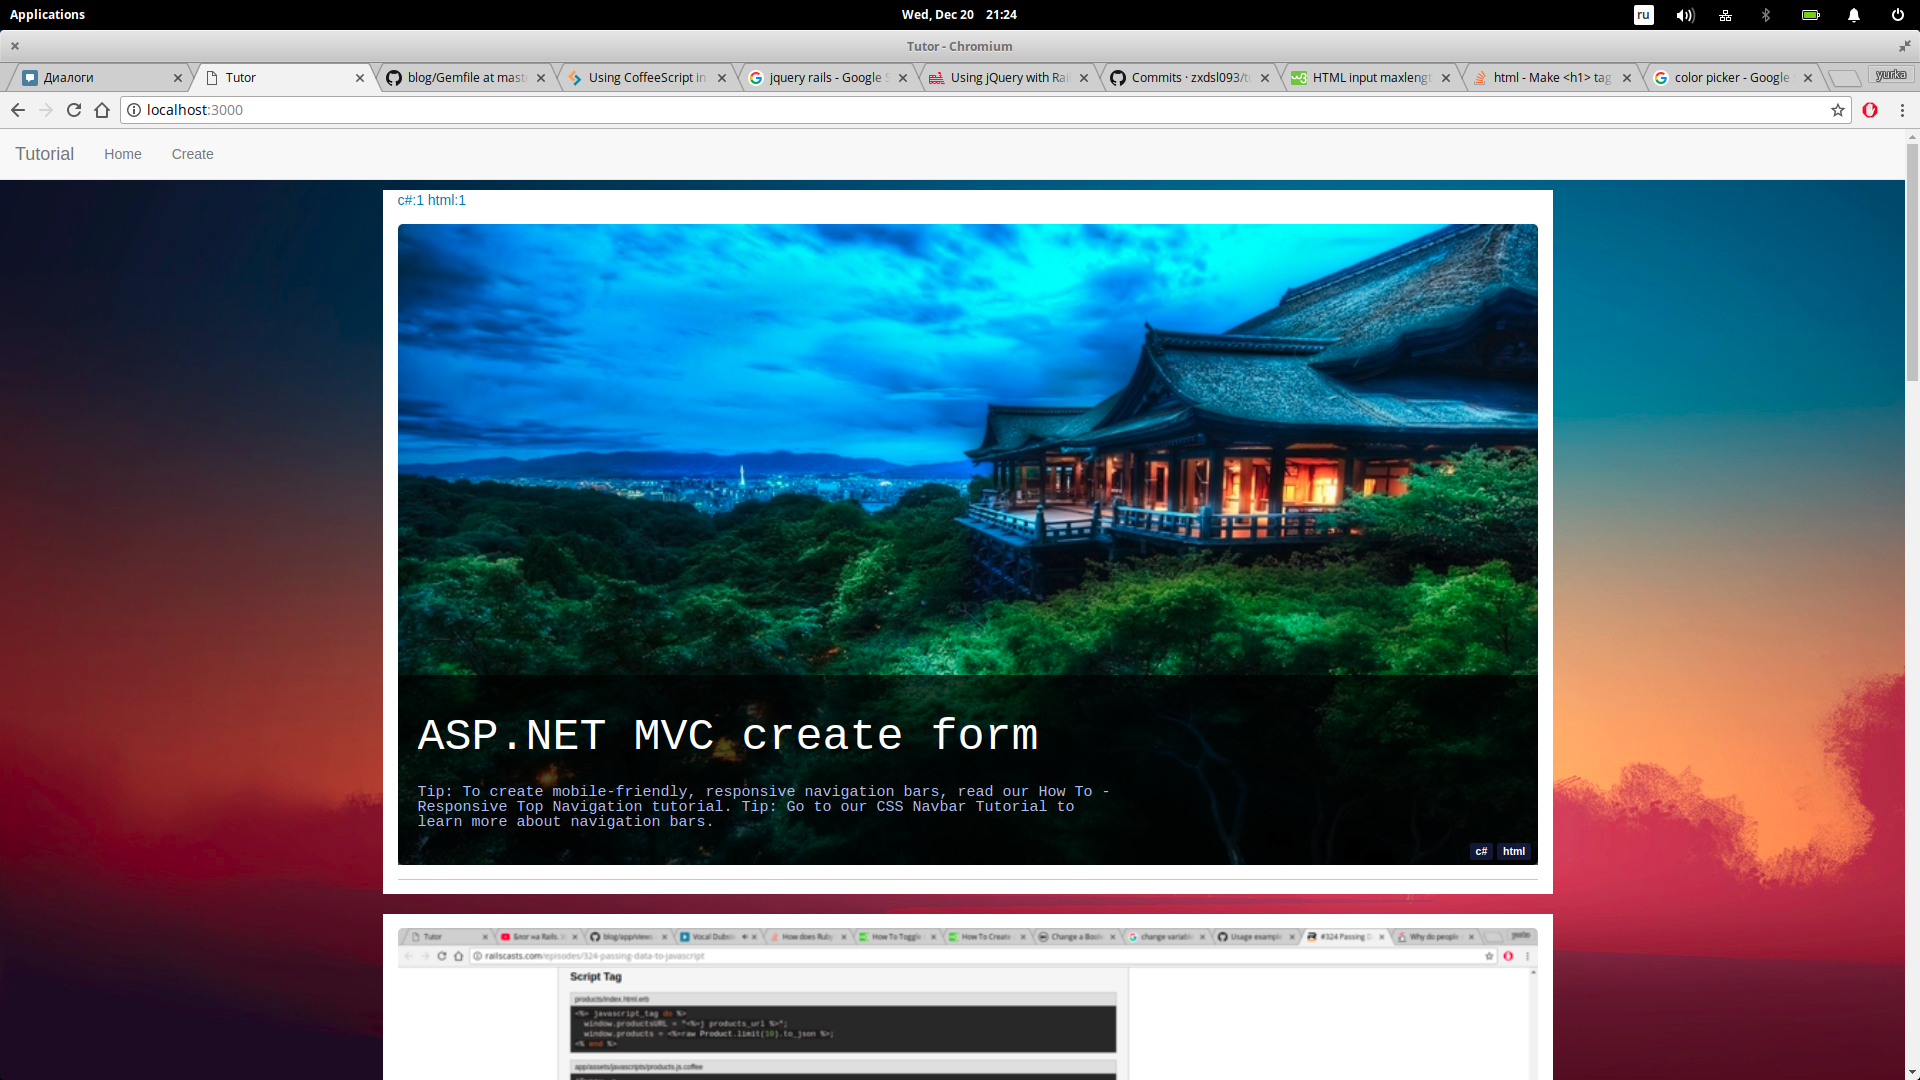 Applications
Wed, Dec 20 21:24
ru
Tutor - Chromium
Диалоги
Tutor
blog/Gemfile at mast
Using CoffeeScript in
jquery rails - Google S
Using jQuery with Rai
Commits · zxdsl093/tu
HTML input maxlengt
html - Make <h1> tag
color picker - Google
yurka
localhost:3000
Tutorial
Home
Create
c#:1 html:1
ASP.NET MVC create form
Tip: To create mobile-friendly, responsive navigation bars, read our How To -
Responsive Top Navigation tutorial. Tip: Go to our CSS Navbar Tutorial to
learn more about navigation bars.
c# html
Tutor
Блог на Rails.
blog/app/views
Vocal Dubste
How does Ruby
How To Toggle
How To Create
Change a Boole
change variabl
Usage example
#324 Passing D
Why do people
railscasts.com/episodes/324-passing-data-to-javascript
Script Tag
products/index.html.erb
<%= javascript_tag do %>
window.productsURL = "<%=j products_url %>";
window.products = <%=raw Product.limit(10).to_json %>;
<% end %>
app/assets/javascripts/products.js.coffee